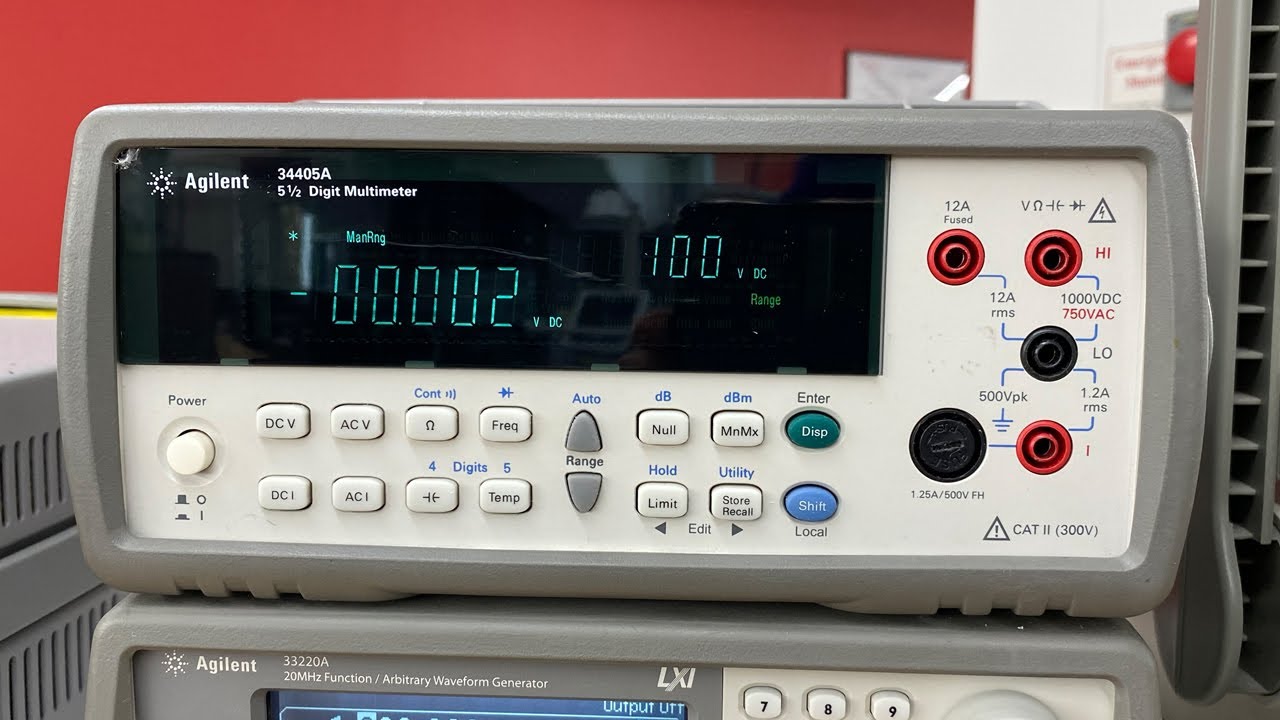 Agilent
34405A
5 1/2 Digit Multimeter
* ManRng
-00.002 V DC
100 V DC
Range
Power
DC V
AC V
Cont •))
Ω
Freq
Auto
Range
dB
Null
dBm
MnMx
Enter
Disp
DC I
AC I
4 Digits 5
Temp
Hold
Limit
Utility
Store
Recall
Shift
◀ Edit ▶
Local
O
I
12A
Fused
V Ω
HI
12A
rms
1000VDC
750VAC
LO
500Vpk
1.2A
rms
I
1.25A/500V FH
CAT II (300V)
Agilent
33220A
20MHz Function / Arbitrary Waveform Generator
LXI
Output Off
7
8
9